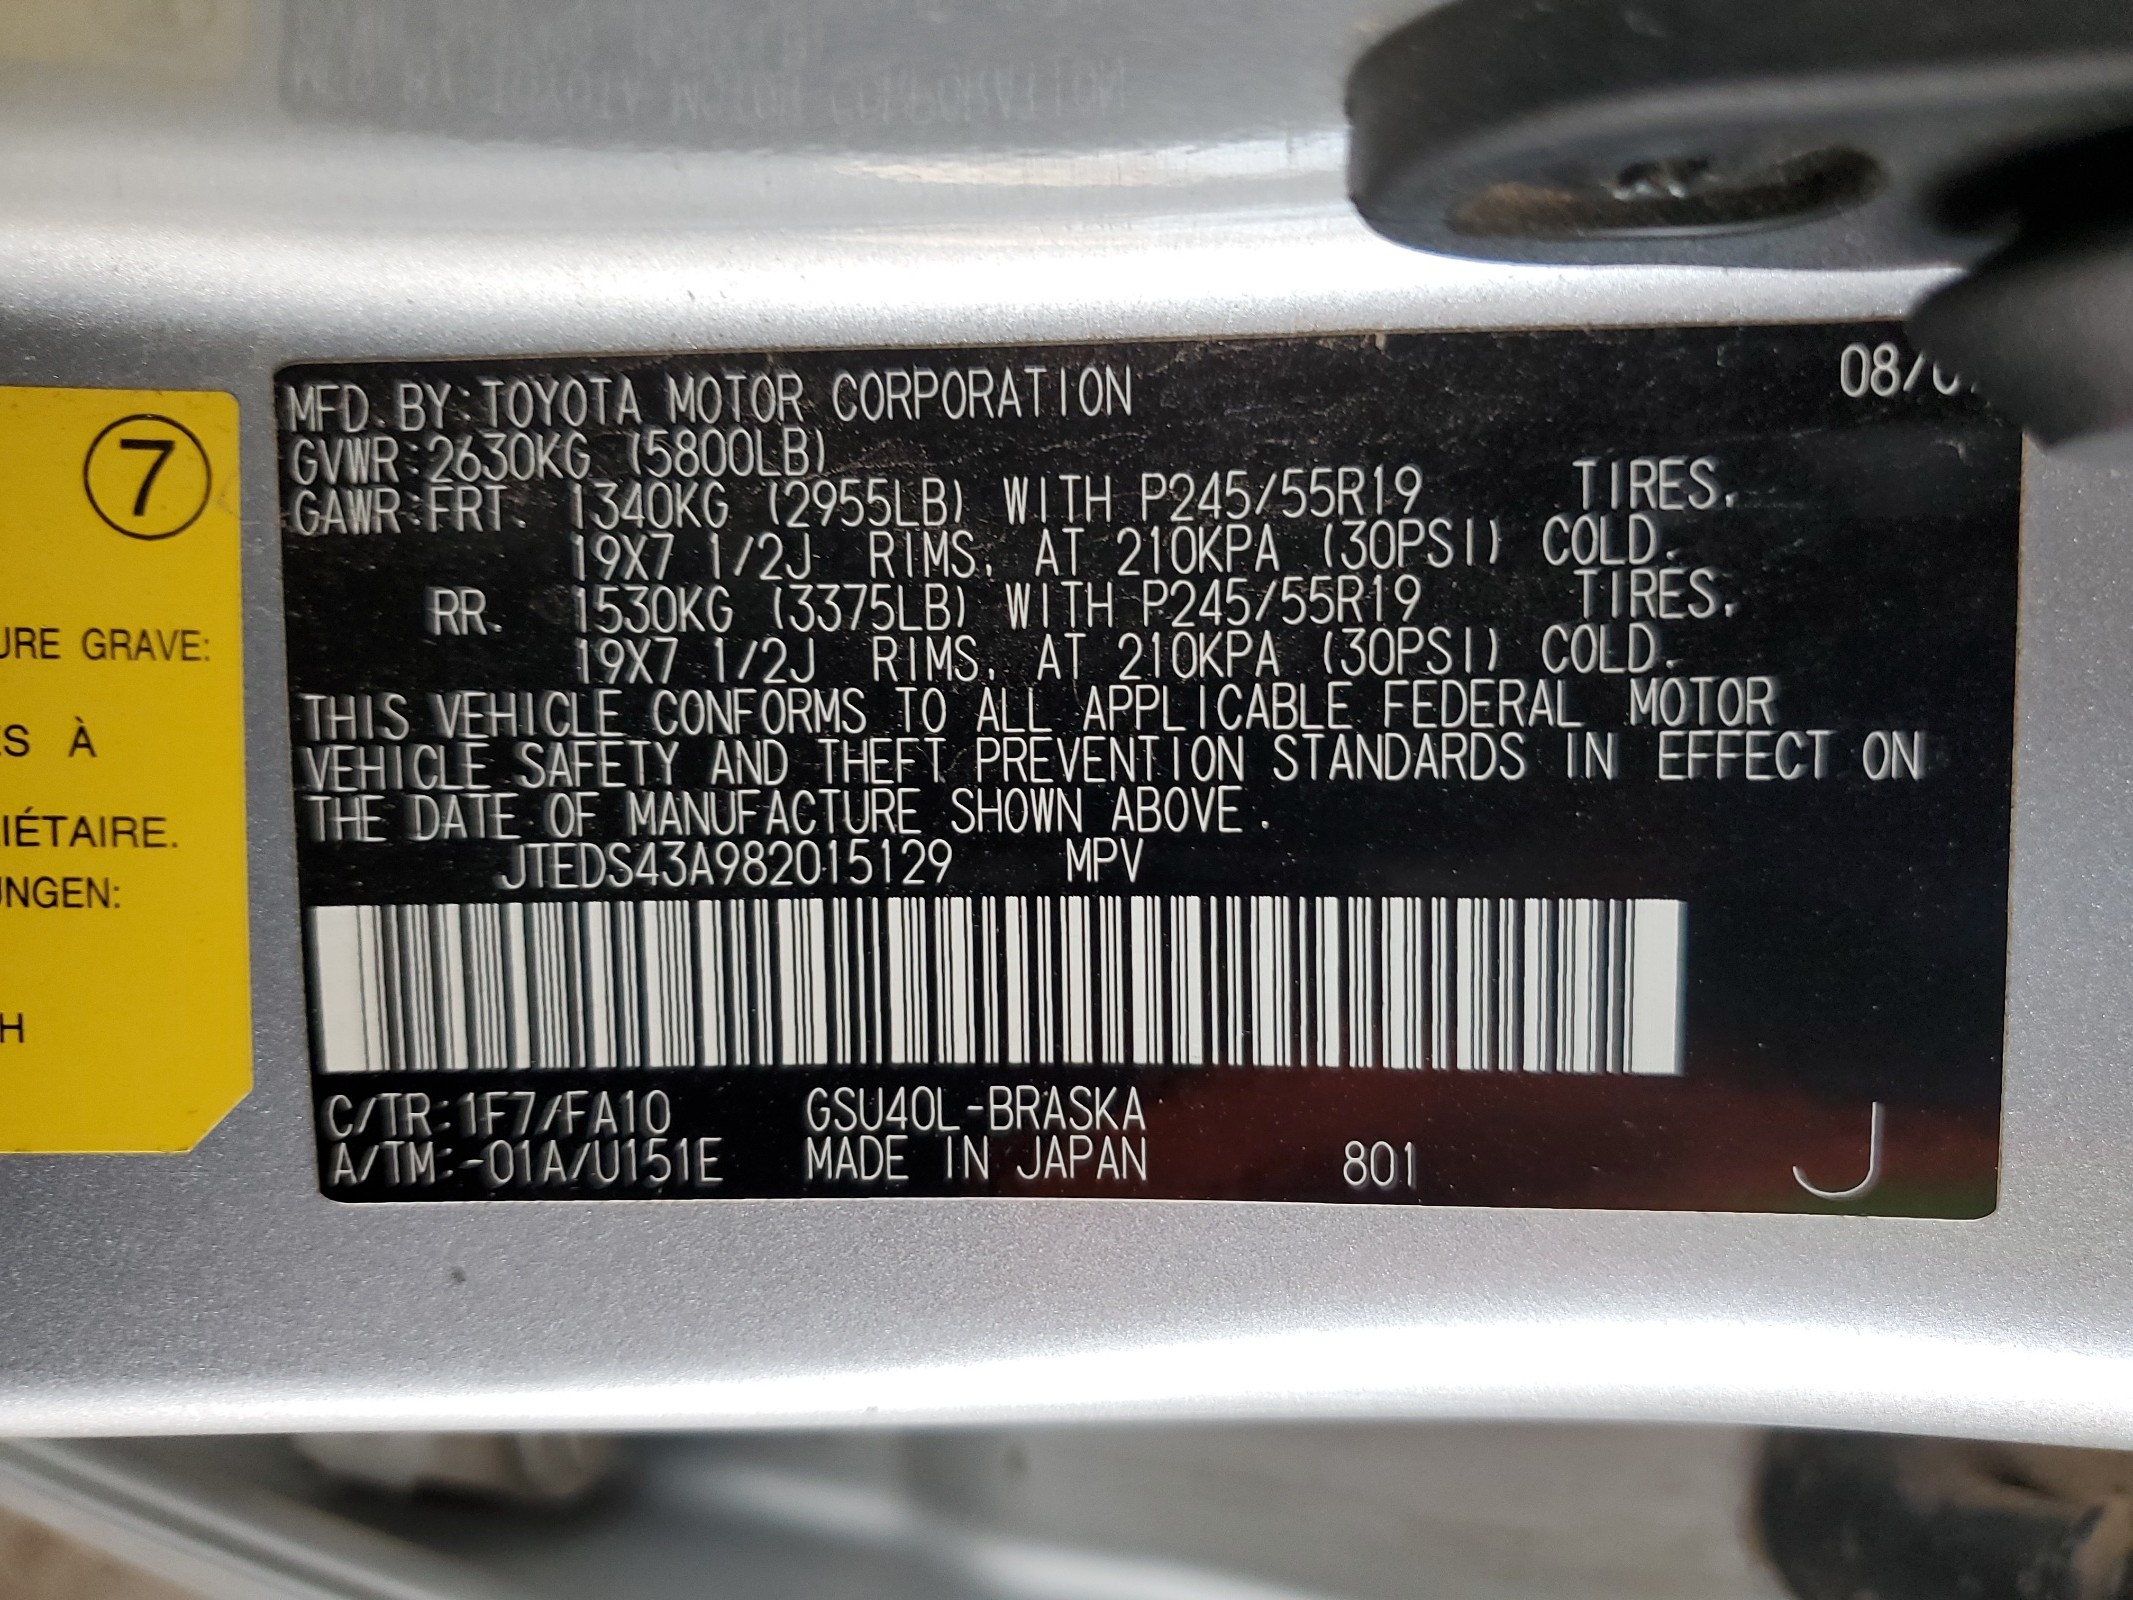 MFD. BY: TOYOTA MOTOR CORPORATION 08/0
GVWR: 2630KG (5800LB)
GAWR: FRT. 1340KG (2955LB) WITH P245/55R19 TIRES.
19X7 1/2J RIMS, AT 210KPA (30PSI) COLD.
RR. 1530KG (3375LB) WITH P245/55R19 TIRES.
19X7 1/2J RIMS, AT 210KPA (30PSI) COLD.
THIS VEHICLE CONFORMS TO ALL APPLICABLE FEDERAL MOTOR
VEHICLE SAFETY AND THEFT PREVENTION STANDARDS IN EFFECT ON
THE DATE OF MANUFACTURE SHOWN ABOVE.
JTEDS43A982015129 MPV
C/TR: 1F7/FA10 GSU40L-BRASKA
A/TM: -01A/U151E MADE IN JAPAN 801 J
7
URE GRAVE:
ES À
IÉTAIRE.
UNGEN:
H